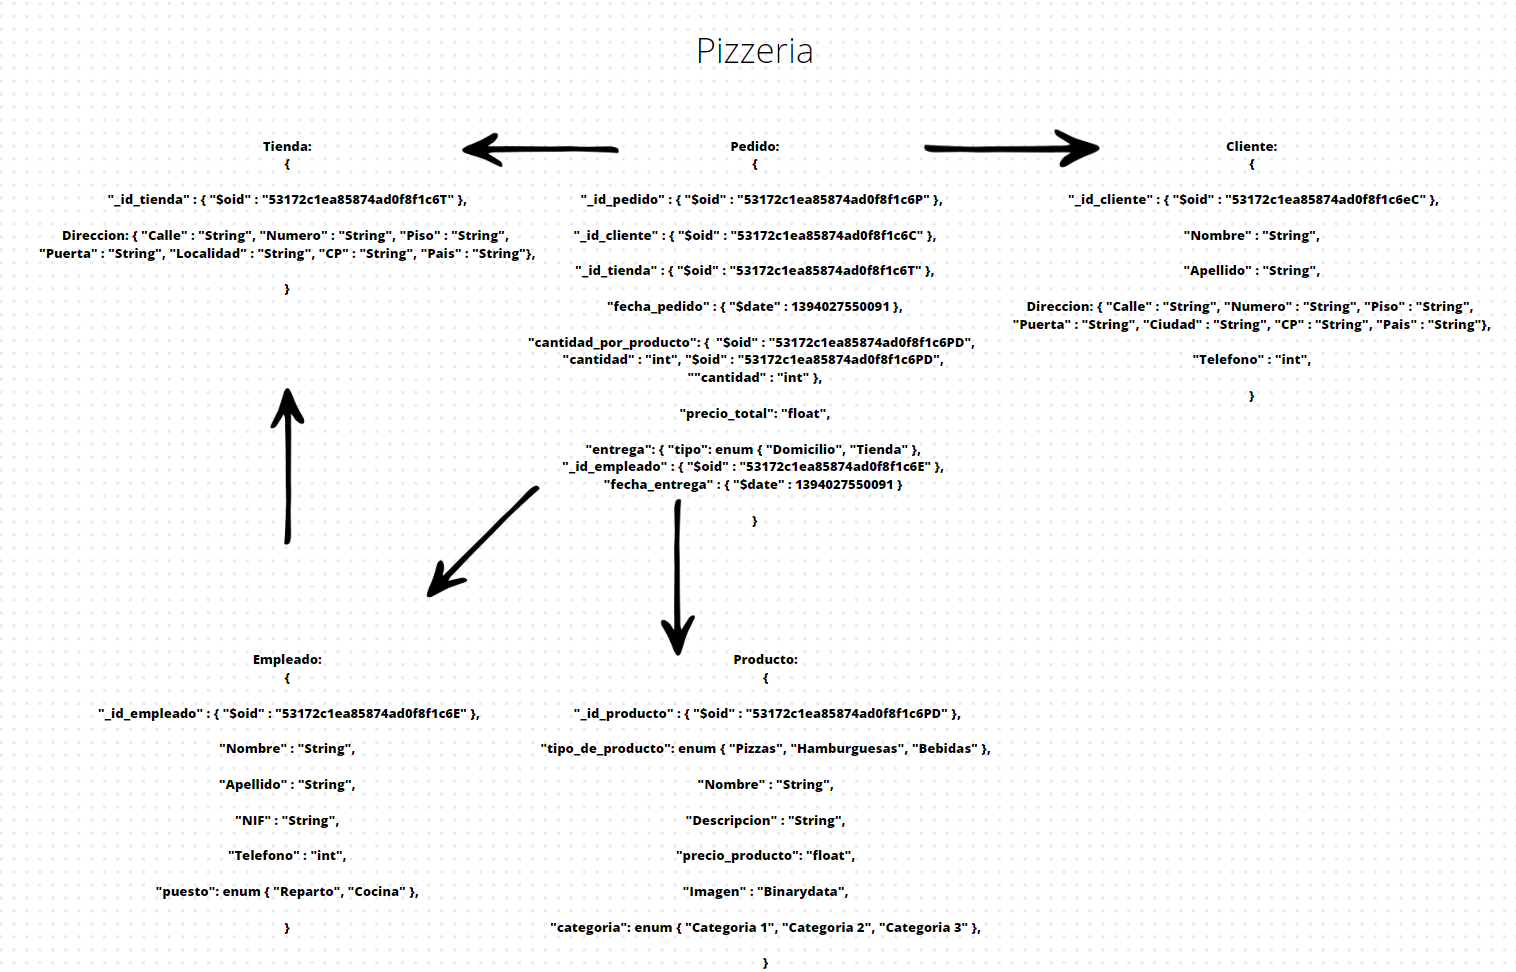 Pizzeria
Tienda:
{
"_id_tienda" : { "$oid" : "53172c1ea85874ad0f8f1c6T" },
Direccion: { "Calle" : "String", "Numero" : "String", "Piso" : "String",
"Puerta" : "String", "Localidad" : "String", "CP" : "String", "Pais" : "String"},
}
Pedido:
{
"_id_pedido" : { "$oid" : "53172c1ea85874ad0f8f1c6P" },
"_id_cliente" : { "$oid" : "53172c1ea85874ad0f8f1c6C" },
"_id_tienda" : { "$oid" : "53172c1ea85874ad0f8f1c6T" },
"fecha_pedido" : { "$date" : 1394027550091 },
"cantidad_por_producto": {  "$oid" : "53172c1ea85874ad0f8f1c6PD",
"cantidad" : "int", "$oid" : "53172c1ea85874ad0f8f1c6PD",
""cantidad" : "int" },
"precio_total": "float",
"entrega": { "tipo": enum { "Domicilio", "Tienda" },
"_id_empleado" : { "$oid" : "53172c1ea85874ad0f8f1c6E" },
"fecha_entrega" : { "$date" : 1394027550091 }
}
Cliente:
{
"_id_cliente" : { "$oid" : "53172c1ea85874ad0f8f1c6eC" },
"Nombre" : "String",
"Apellido" : "String",
Direccion: { "Calle" : "String", "Numero" : "String", "Piso" : "String",
"Puerta" : "String", "Ciudad" : "String", "CP" : "String", "Pais" : "String"},
"Telefono" : "int",
}
Empleado:
{
"_id_empleado" : { "$oid" : "53172c1ea85874ad0f8f1c6E" },
"Nombre" : "String",
"Apellido" : "String",
"NIF" : "String",
"Telefono" : "int",
"puesto": enum { "Reparto", "Cocina" },
}
Producto:
{
"_id_producto" : { "$oid" : "53172c1ea85874ad0f8f1c6PD" },
"tipo_de_producto": enum { "Pizzas", "Hamburguesas", "Bebidas" },
"Nombre" : "String",
"Descripcion" : "String",
"precio_producto": "float",
"Imagen" : "Binarydata",
"categoria": enum { "Categoria 1", "Categoria 2", "Categoria 3" },
}